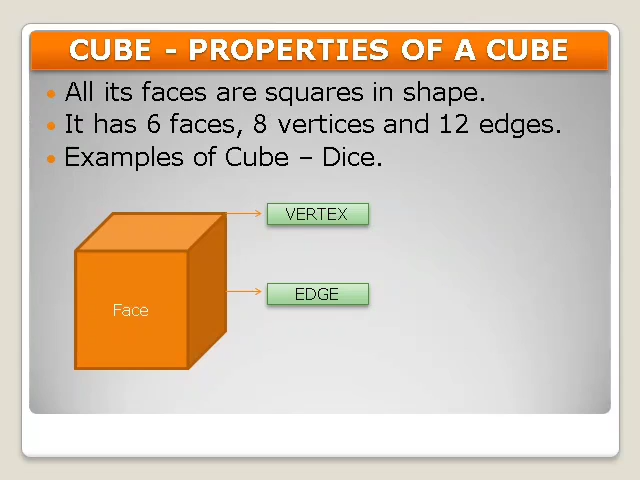 CUBE - PROPERTIES OF A CUBE
All its faces are squares in shape.
It has 6 faces, 8 vertices and 12 edges.
Examples of Cube – Dice.
VERTEX
EDGE
Face